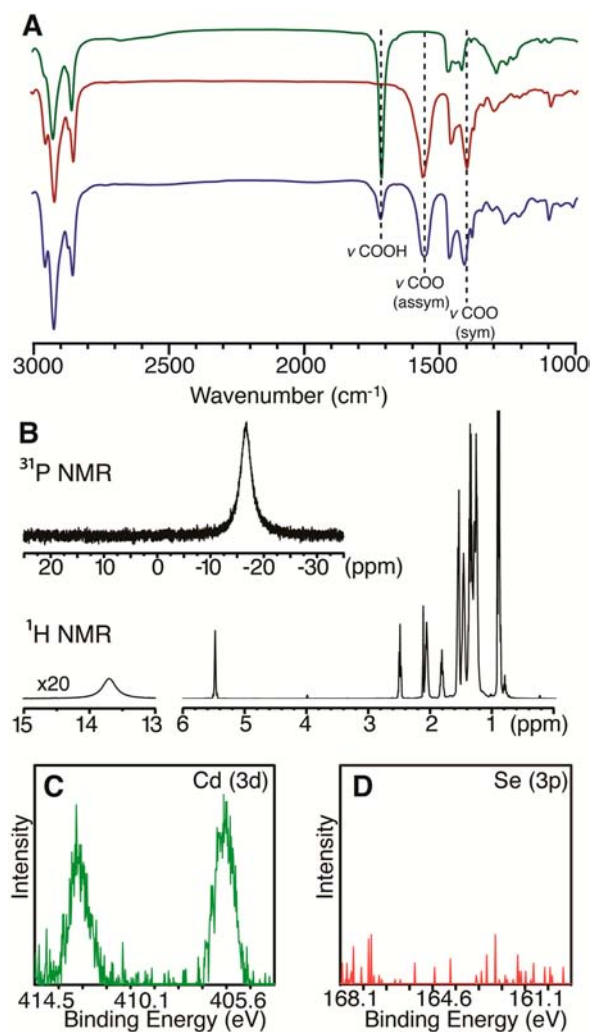 A
ν COOH
ν COO
(assym)
ν COO
(sym)
3000 2500 2000 1500 1000
Wavenumber (cm⁻¹)
B
³¹P NMR
20 10 0 -10 -20 -30 (ppm)
¹H NMR
x20
15 14 13 6 5 4 3 2 1 (ppm)
C Cd (3d)
Intensity
414.5 410.1 405.6
Binding Energy (eV)
D Se (3p)
Intensity
168.1 164.6 161.1
Binding Energy (eV)